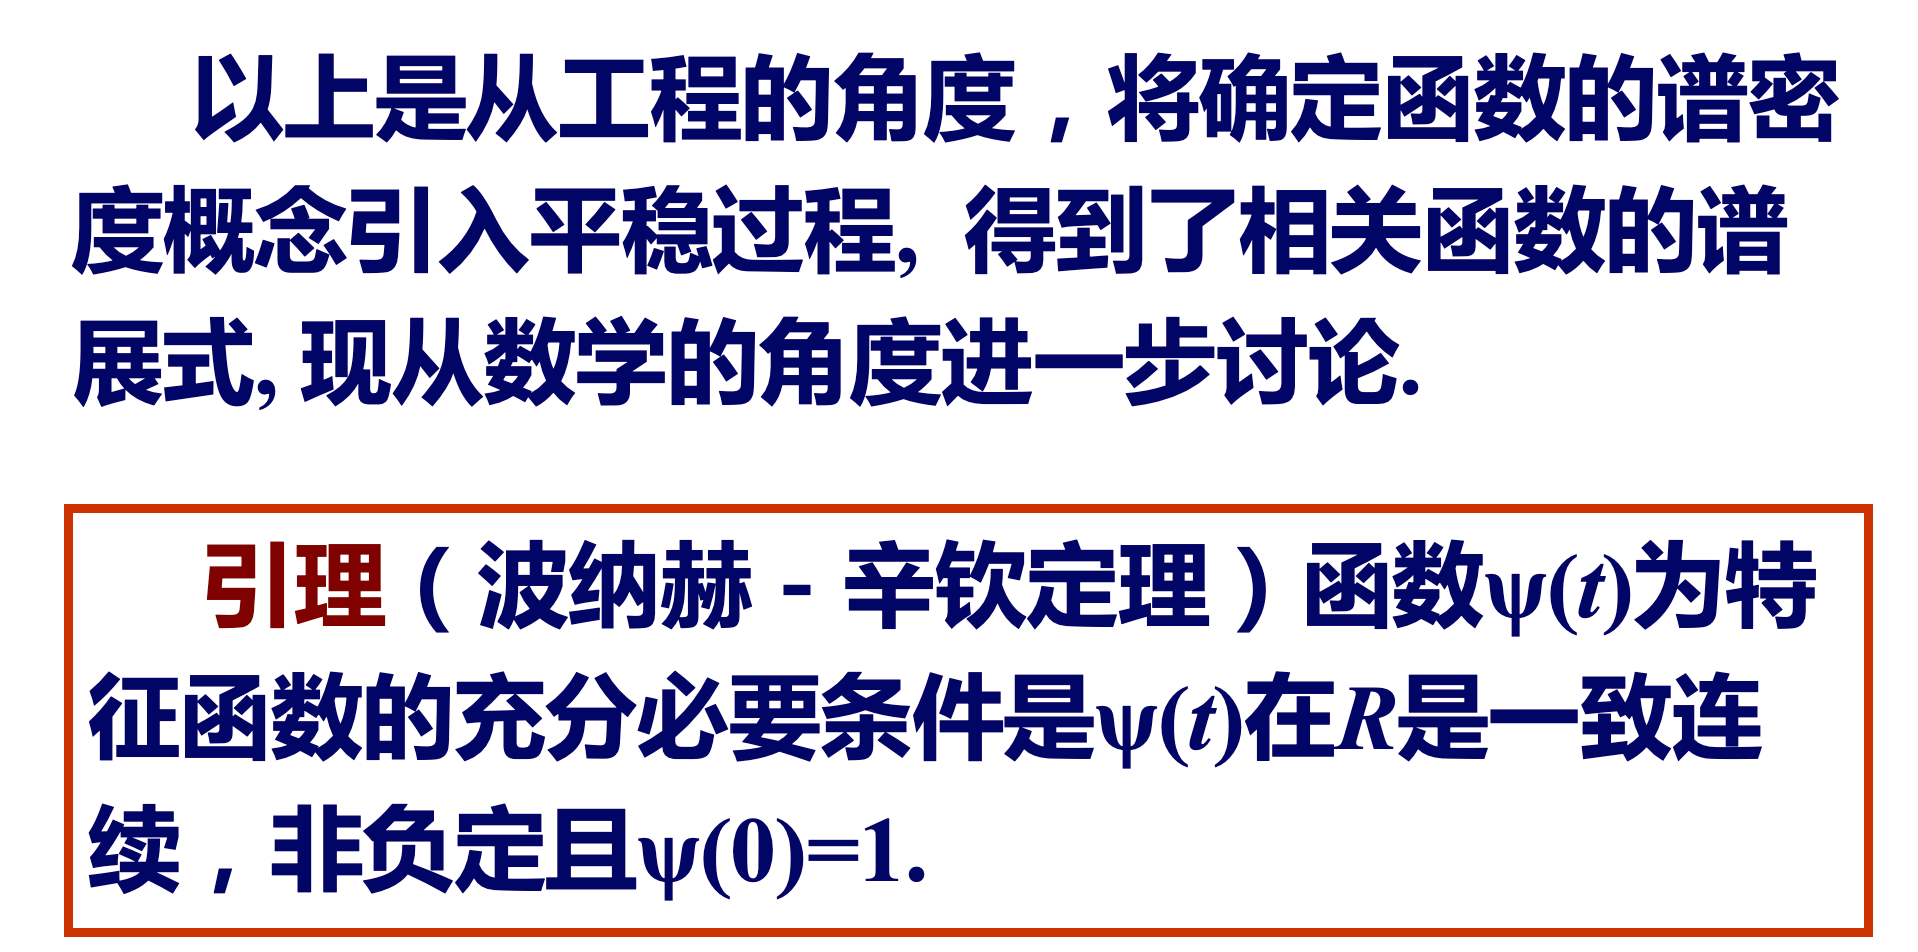 以上是从工程的角度，将确定函数的谱密
度概念引入平稳过程, 得到了相关函数的谱
展式, 现从数学的角度进一步讨论.
引理（波纳赫－辛钦定理）函数ψ(t)为特
征函数的充分必要条件是ψ(t)在R是一致连
续，非负定且ψ(0)=1.